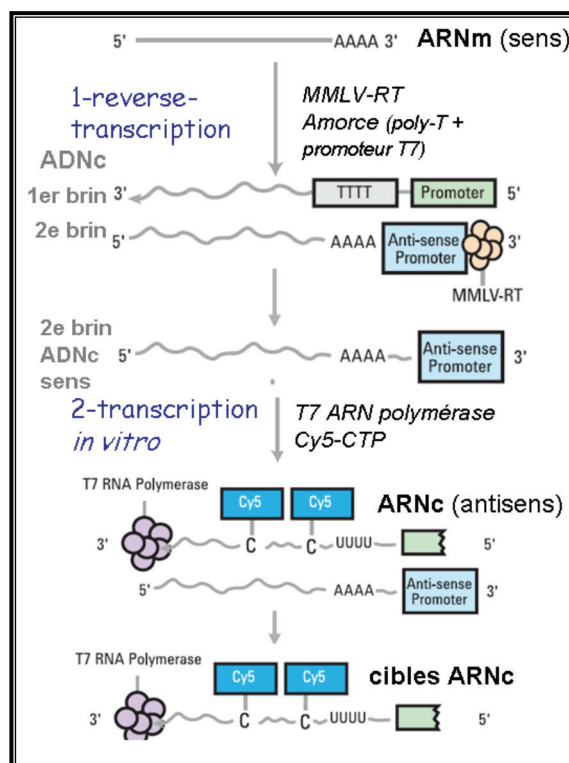 5' AAAA 3' ARNm (sens)
1-reverse-
transcription
MMLV-RT
Amorce (poly-T +
promoteur T7)
ADNc
1er brin 3' TTTT Promoter 5'
2e brin 5' AAAA Anti-sense
Promoter 3'
MMLV-RT
2e brin
ADNc
sens
5' AAAA Anti-sense
Promoter 3'
2-transcription
in vitro
T7 ARN polymérase
Cy5-CTP
T7 RNA Polymerase
Cy5 Cy5
ARNc (antisens)
3' C C UUUU 5'
5' AAAA Anti-sense
Promoter 3'
T7 RNA Polymerase
Cy5 Cy5
cibles ARNc
3' C C UUUU 5'